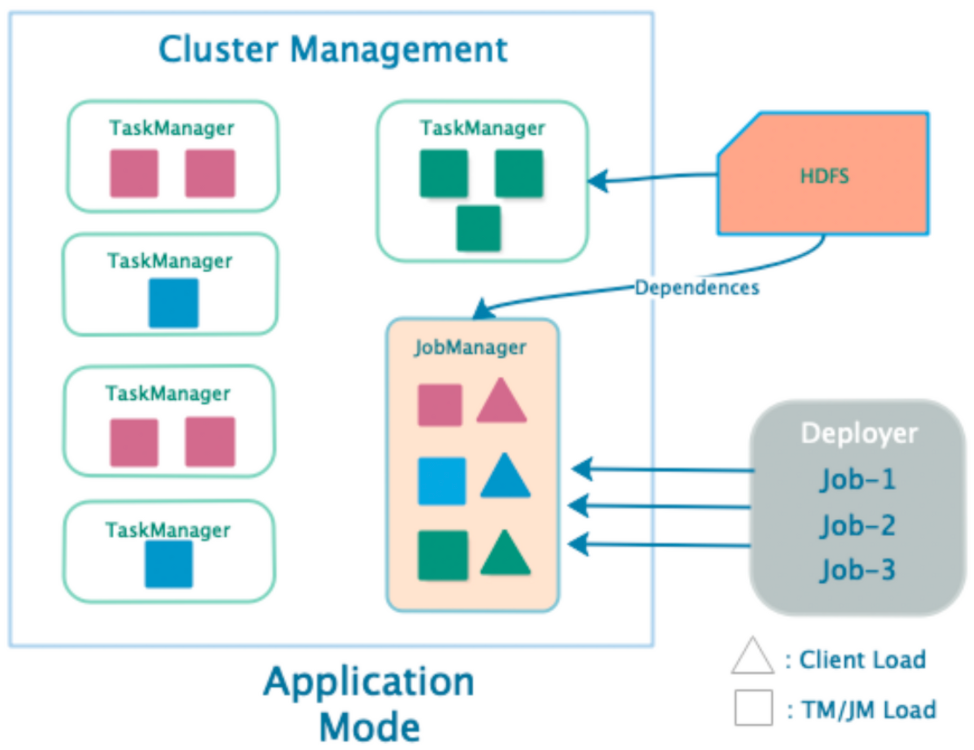 Cluster Management
TaskManager
TaskManager
HDFS
TaskManager
Dependences
JobManager
TaskManager
Deployer
Job-1
Job-2
Job-3
TaskManager
: Client Load
: TM/JM Load
Application
Mode